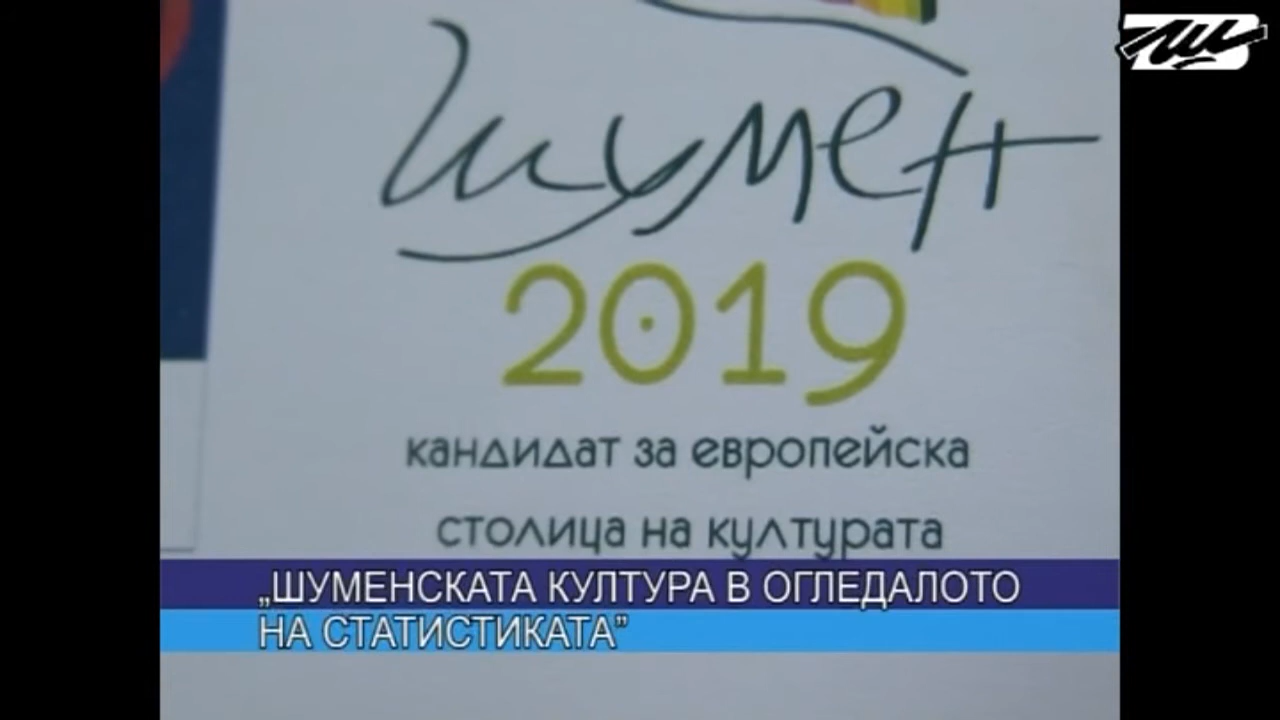 Шумен
2019
кандидат за европейска
столица на културата
„ШУМЕНСКАТА КУЛТУРА В ОГЛЕДАЛОТО
НА СТАТИСТИКАТА”